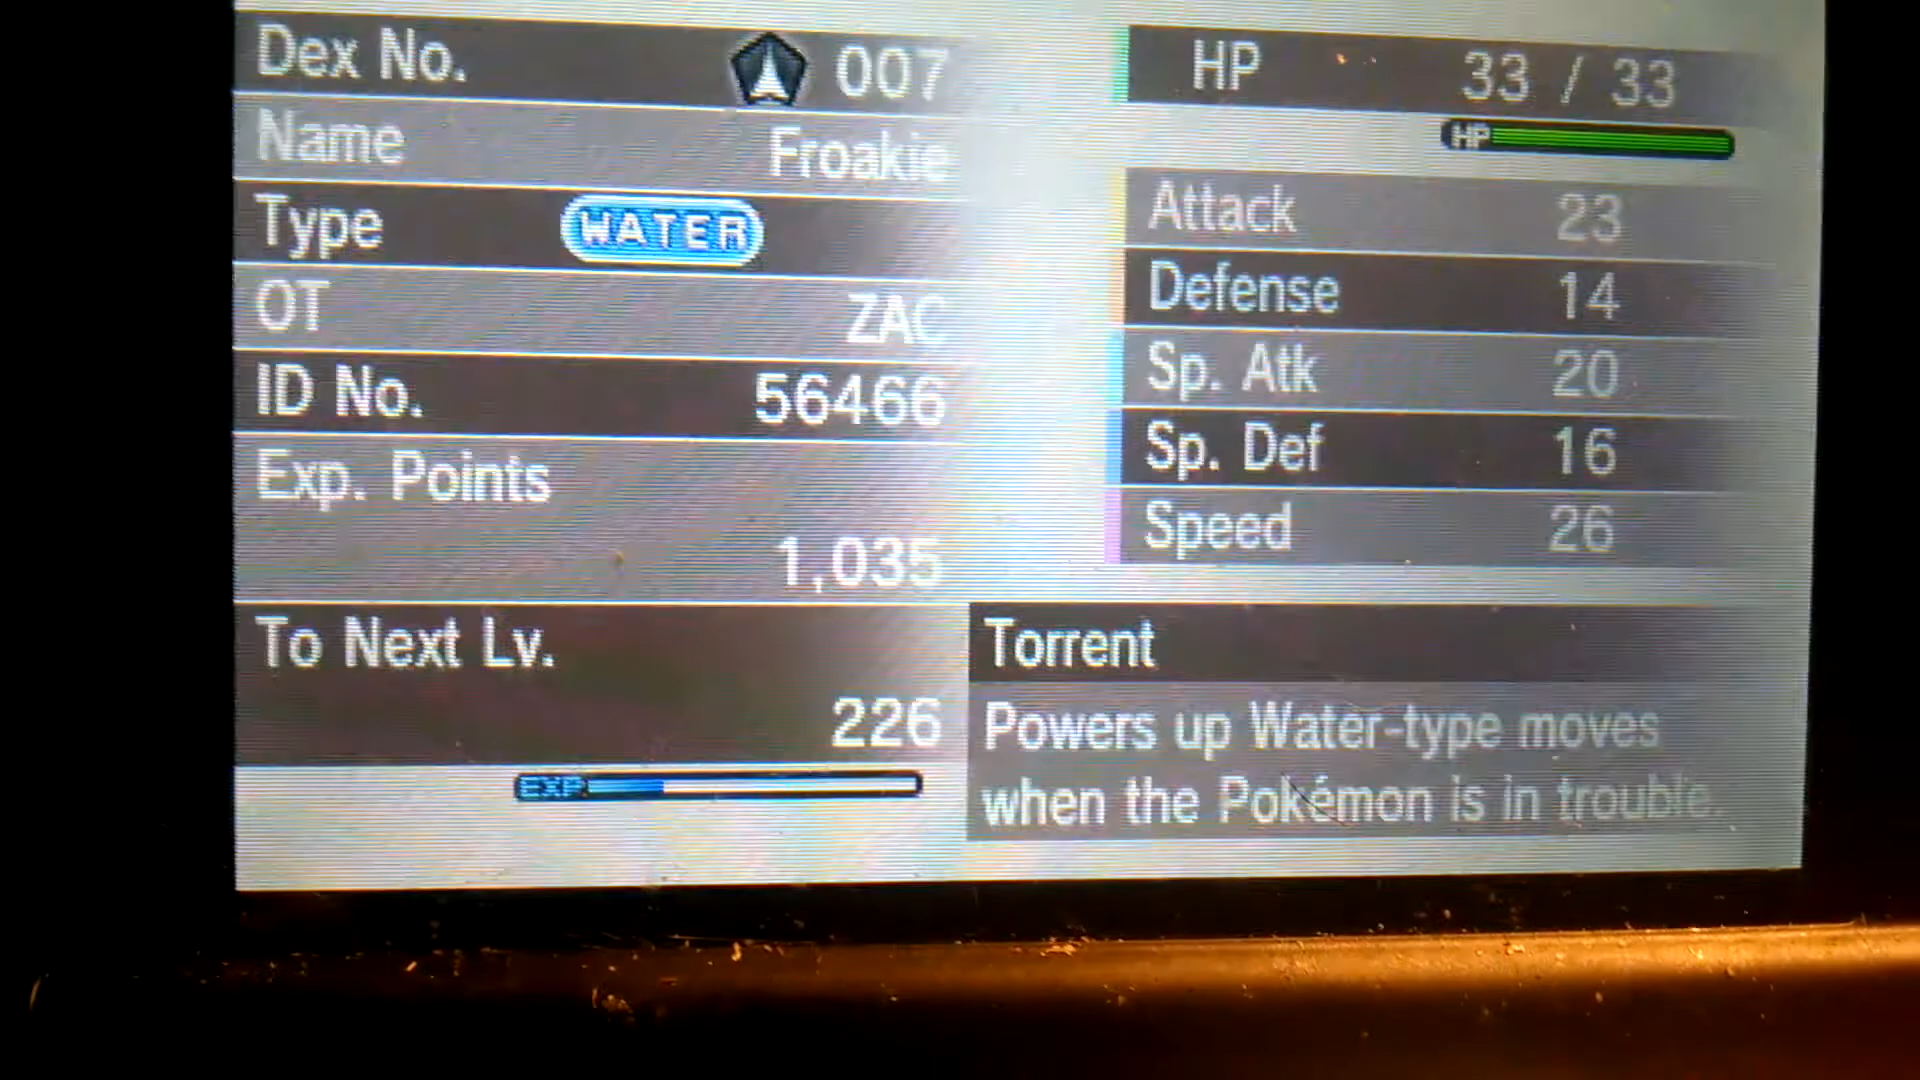 Dex No. 007
Name Froakie
Type WATER
OT ZAC
ID No. 56466
Exp. Points
1,035
To Next Lv.
226
EXP.
HP 33 / 33
HP
Attack 23
Defense 14
Sp. Atk 20
Sp. Def 16
Speed 26
Torrent
Powers up Water-type moves
when the Pokémon is in trouble.